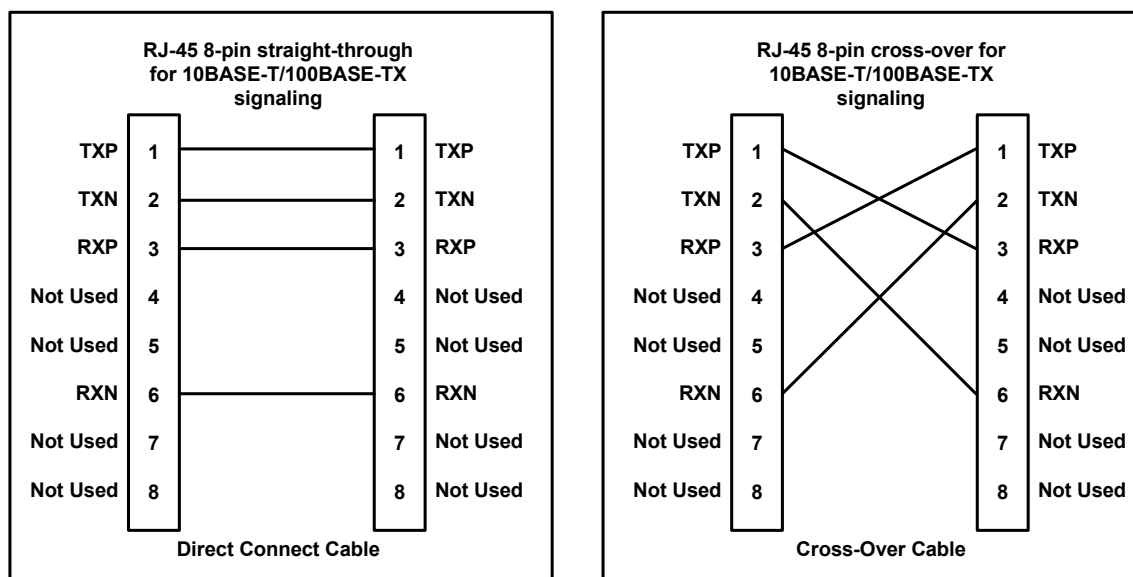 RJ-45 8-pin straight-through
for 10BASE-T/100BASE-TX
signaling
TXP 1 1 TXP
TXN 2 2 TXN
RXP 3 3 RXP
Not Used 4 4 Not Used
Not Used 5 5 Not Used
RXN 6 6 RXN
Not Used 7 7 Not Used
Not Used 8 8 Not Used
Direct Connect Cable
RJ-45 8-pin cross-over for
10BASE-T/100BASE-TX
signaling
TXP 1 1 TXP
TXN 2 2 TXN
RXP 3 3 RXP
Not Used 4 4 Not Used
Not Used 5 5 Not Used
RXN 6 6 RXN
Not Used 7 7 Not Used
Not Used 8 8 Not Used
Cross-Over Cable